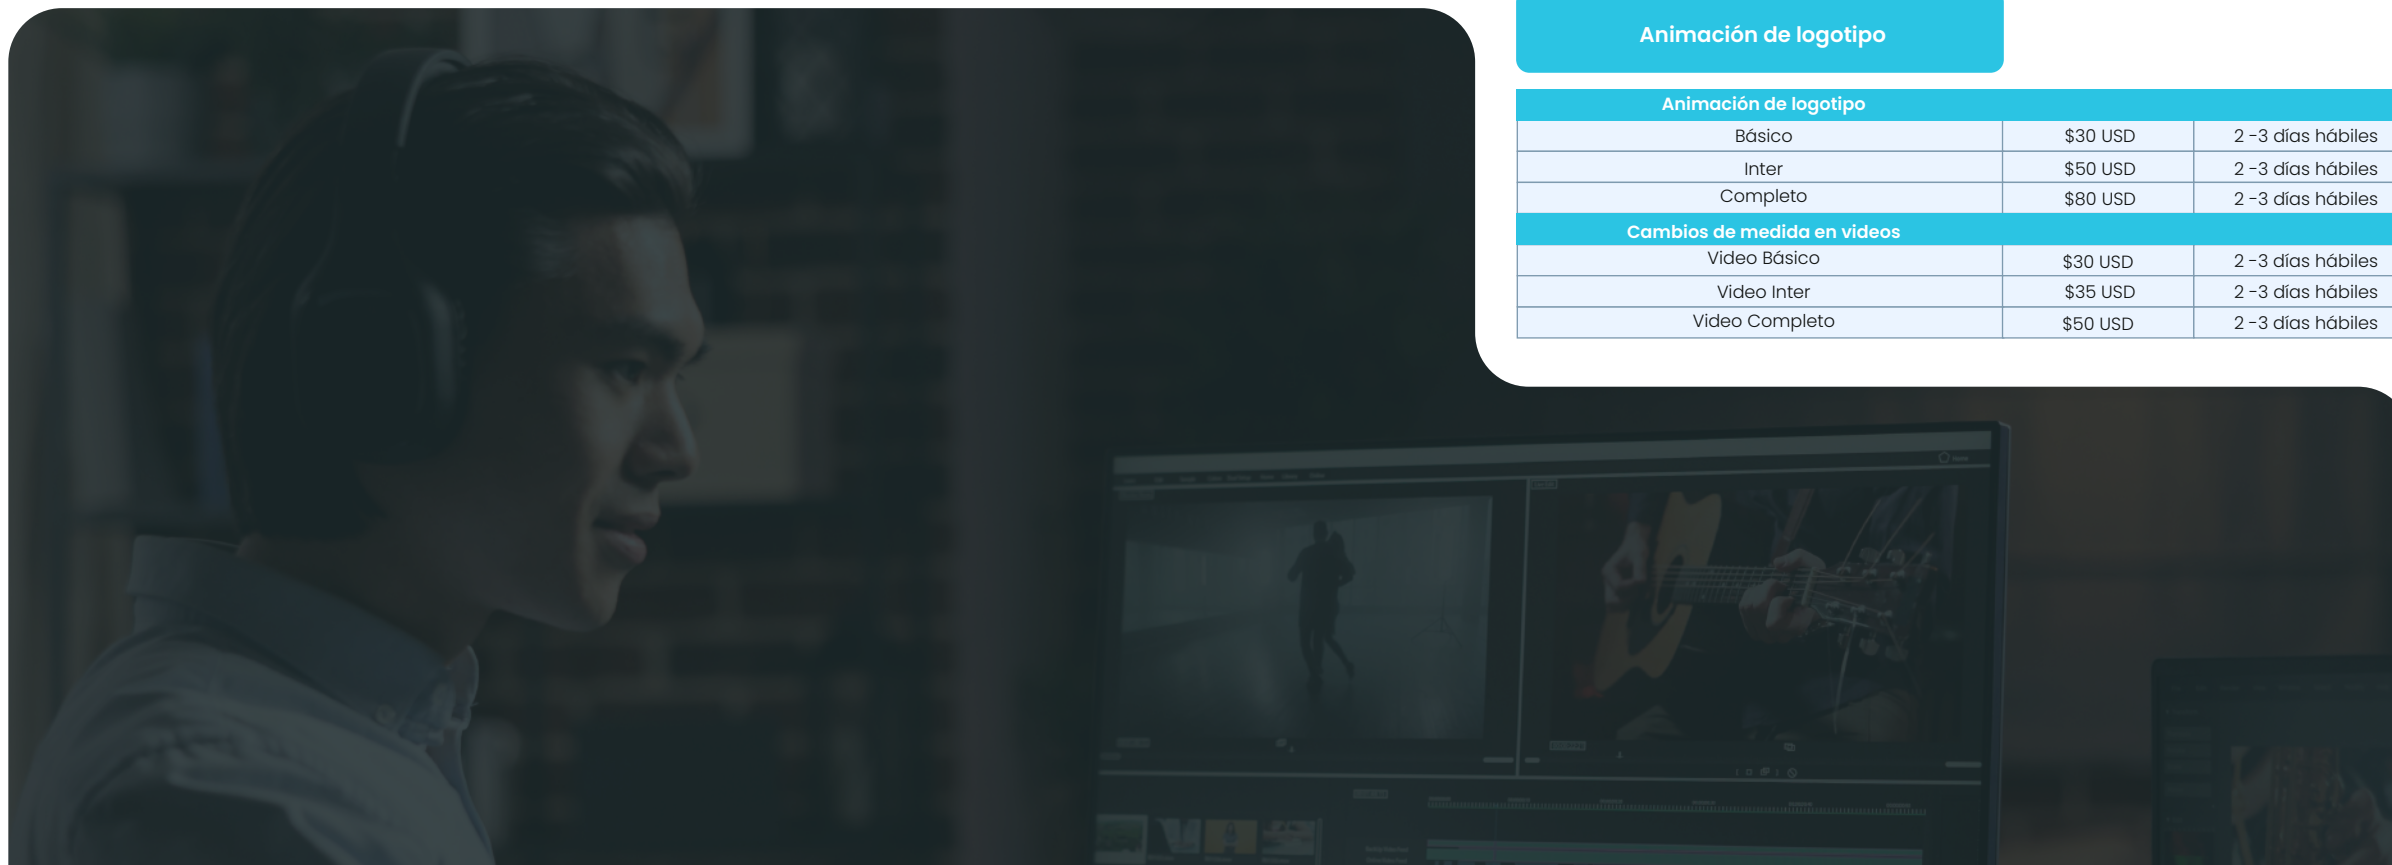 Animación de logotipo
Animación de logotipo
Básico $30 USD 2 -3 días hábiles
Inter $50 USD 2 -3 días hábiles
Completo $80 USD 2 -3 días hábiles
Cambios de medida en videos
Video Básico $30 USD 2 -3 días hábiles
Video Inter $35 USD 2 -3 días hábiles
Video Completo $50 USD 2 -3 días hábiles